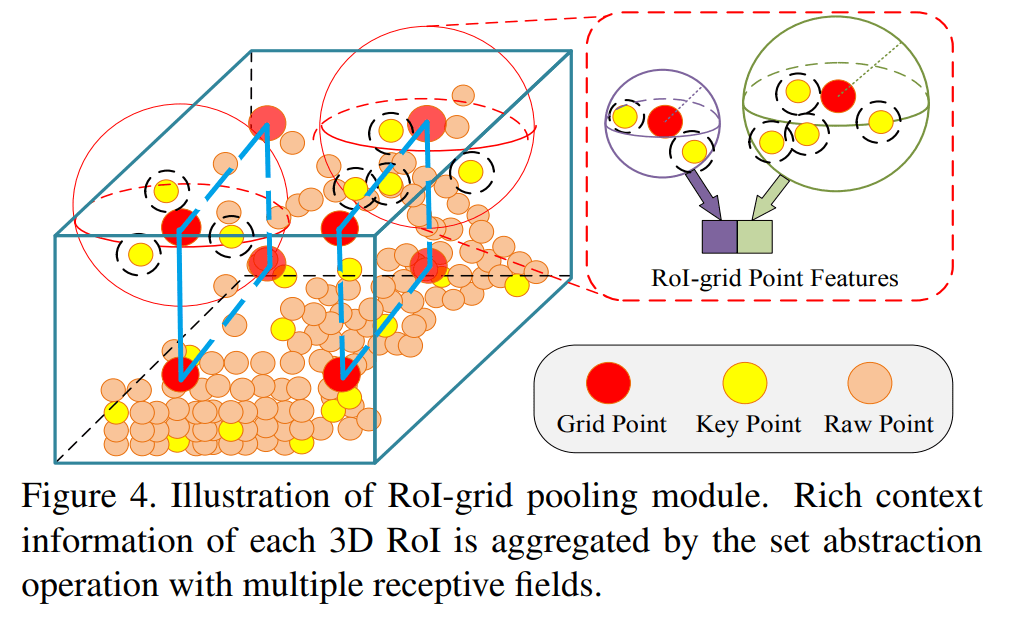 RoI-grid Point Features
Grid Point Key Point Raw Point
Figure 4. Illustration of RoI-grid pooling module. Rich context
information of each 3D RoI is aggregated by the set abstraction
operation with multiple receptive fields.